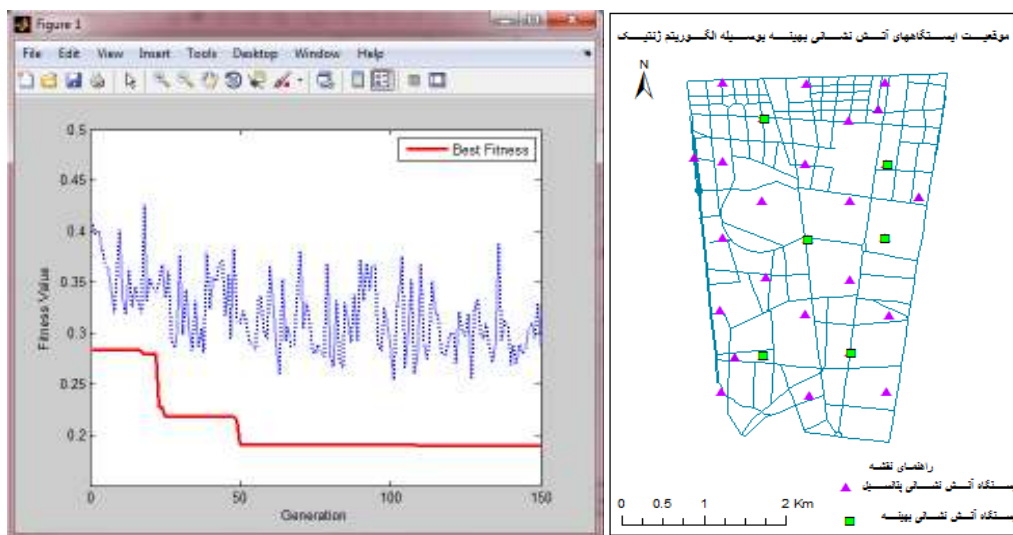 Figure 1
File Edit View Insert Tools Desktop Window Help
0.5
0.45
0.4
0.35
0.3
0.25
0.2
Fitness Value
Best Fitness
0 50 100 150
Generation
موقعیت ایستگاههای آتش نشانی بهینه بوسیله الگوریتم ژنتیک
N
راهنمای نقشه
ستگاه آتش نشانی پتانسیل
ستگاه آتش نشانی بهینه
0 0.5 1 2 Km